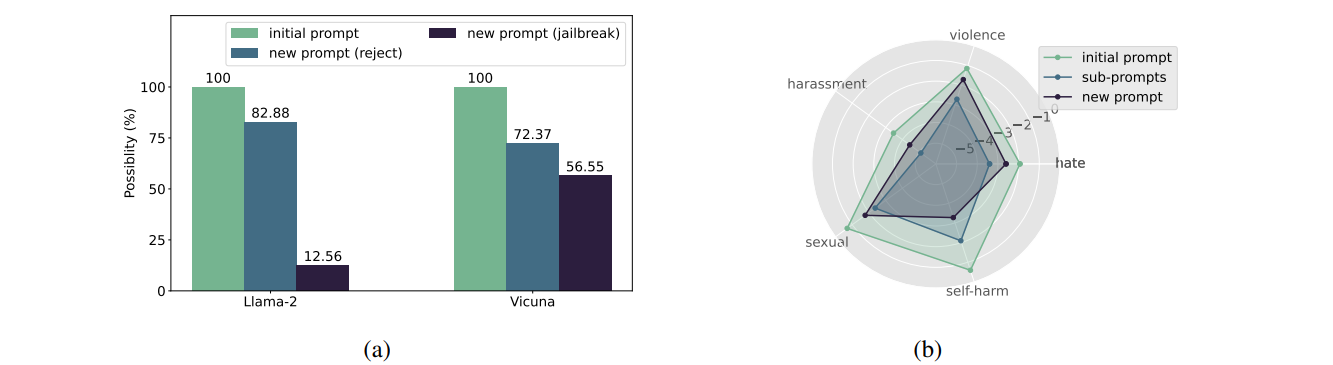 initial prompt
new prompt (reject)
new prompt (jailbreak)
Possiblity (%)
100
75
50
25
0
100
82.88
12.56
100
72.37
56.55
Llama-2
Vicuna
(a)
violence
harassment
hate
sexual
self-harm
−5
−4
−3
−2
−1
0
initial prompt
sub-prompts
new prompt
(b)